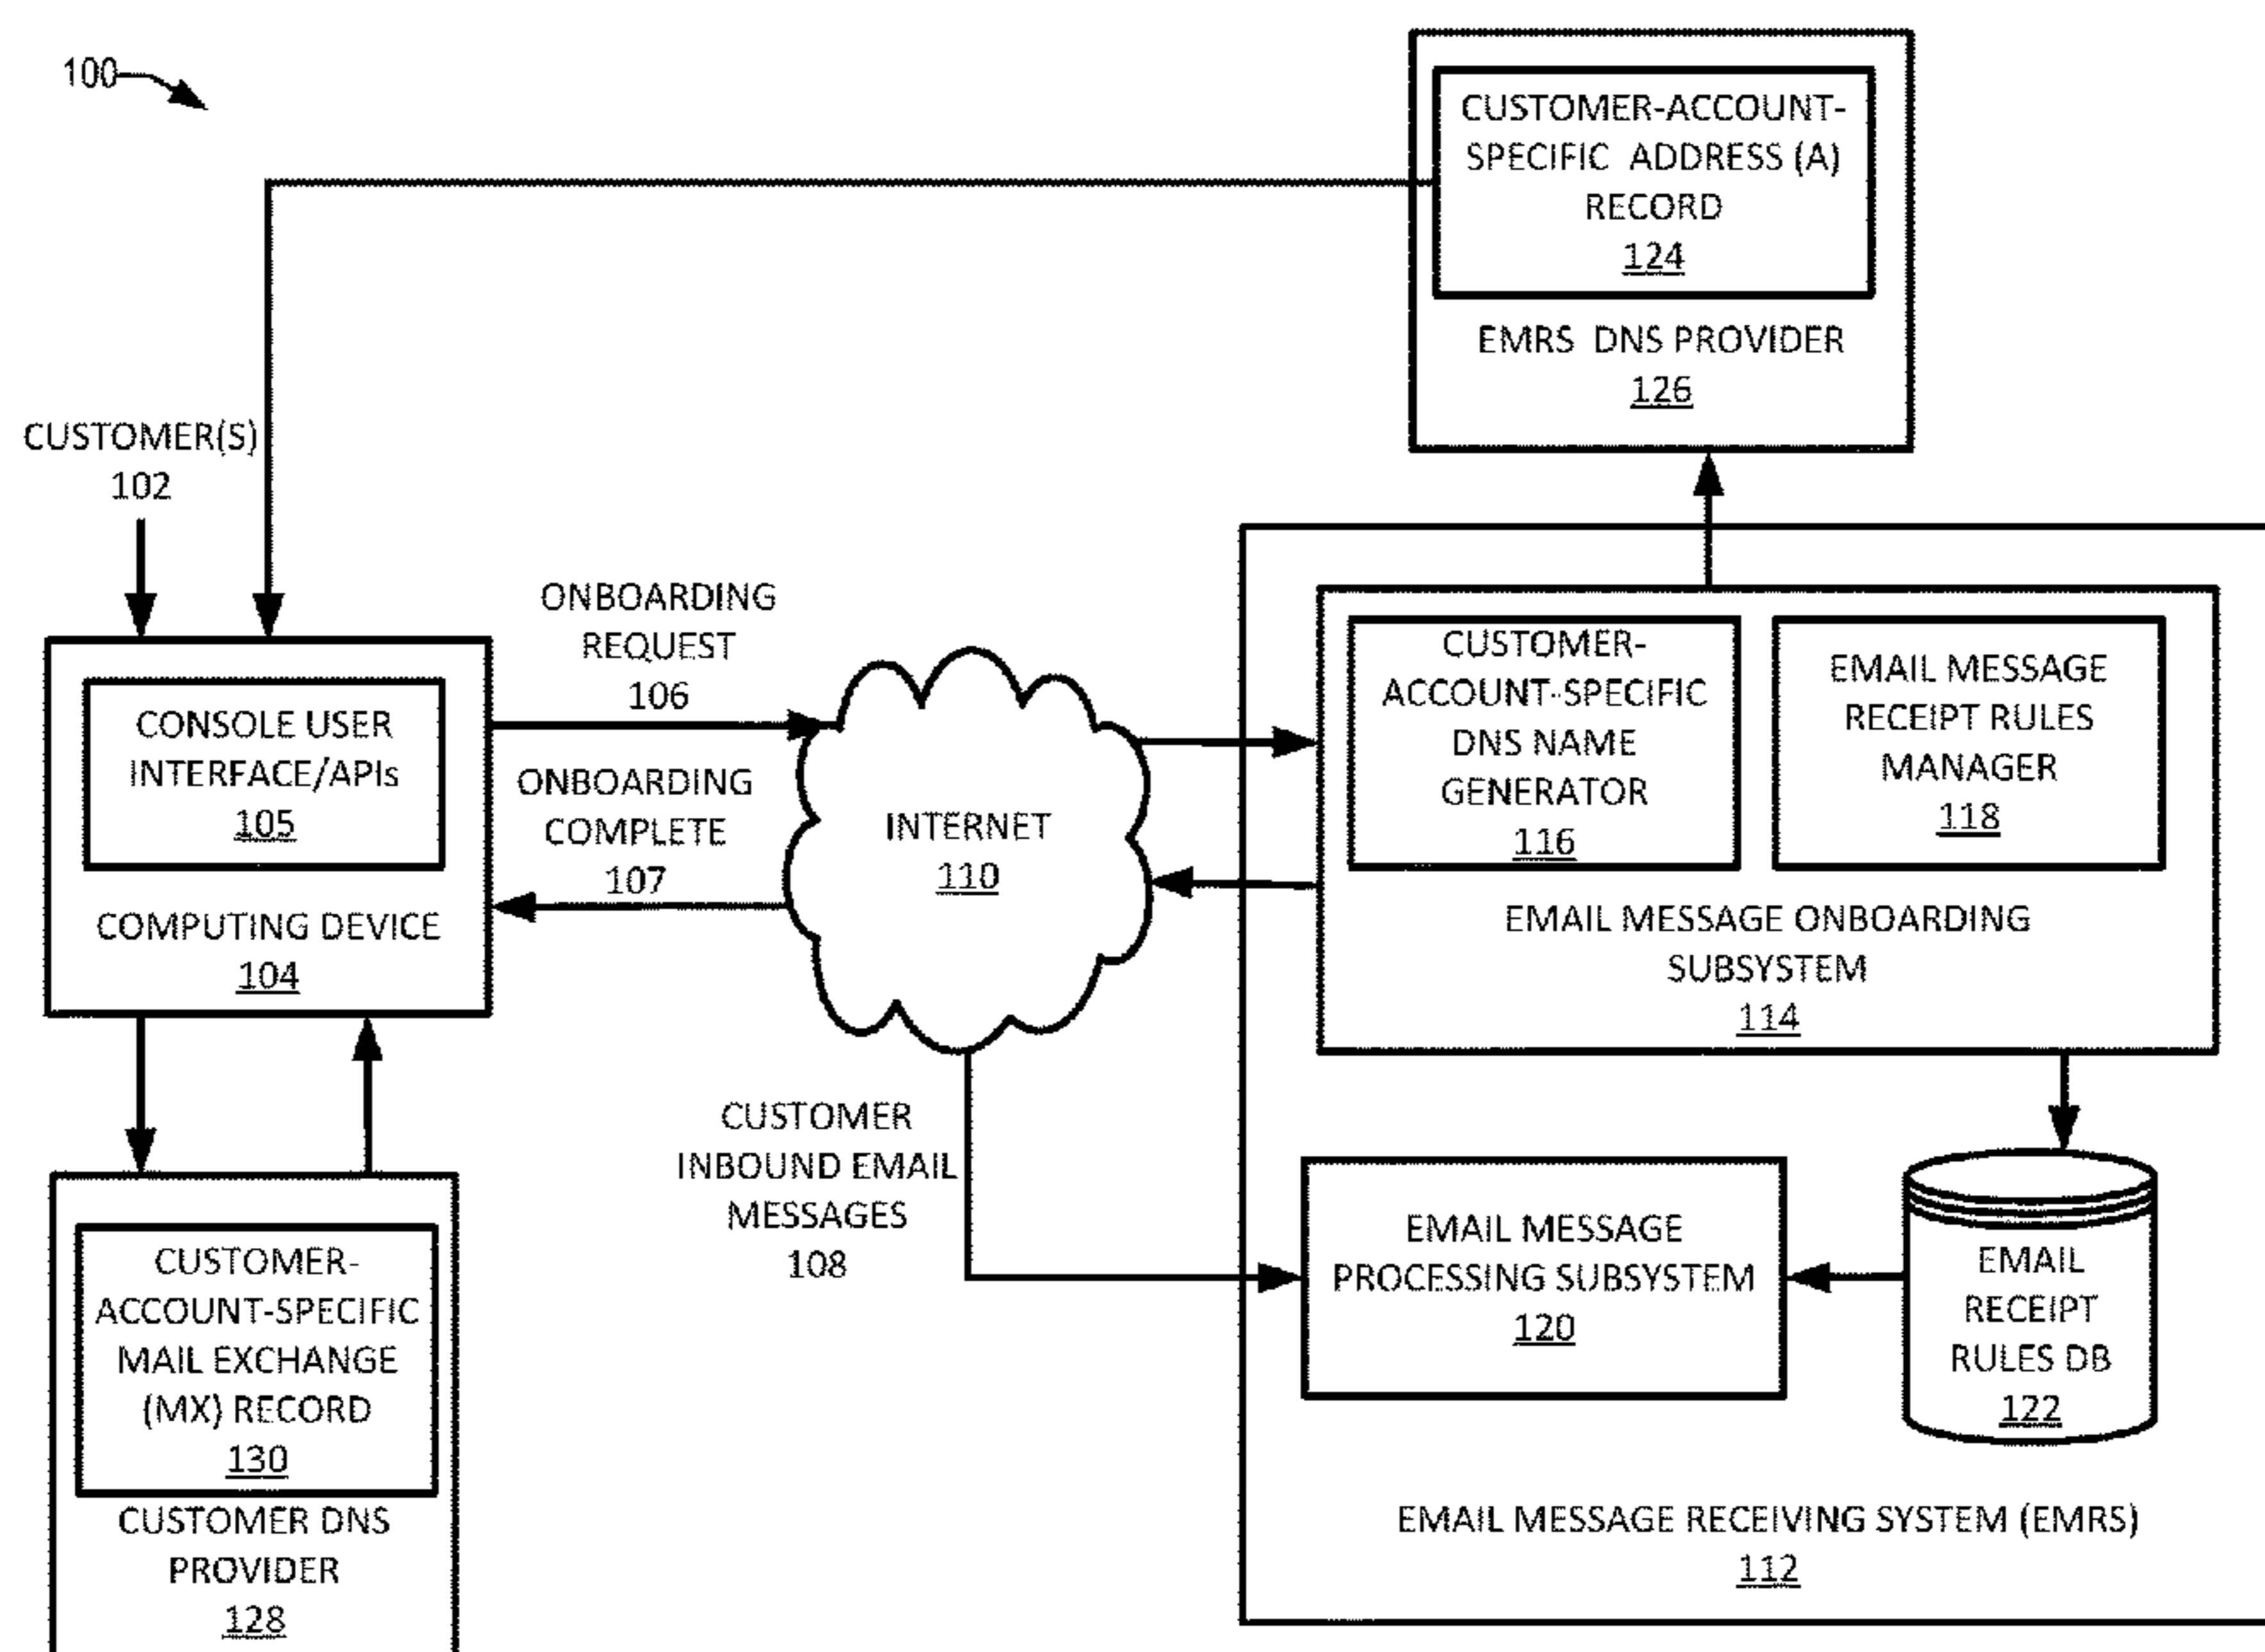 100
CUSTOMER-ACCOUNT-
SPECIFIC ADDRESS (A)
RECORD
124
EMRS DNS PROVIDER
126
CUSTOMER(S)
102
CONSOLE USER
INTERFACE/APIs
105
COMPUTING DEVICE
104
ONBOARDING
REQUEST
106
ONBOARDING
COMPLETE
107
INTERNET
110
CUSTOMER-
ACCOUNT-SPECIFIC
DNS NAME
GENERATOR
116
EMAIL MESSAGE
RECEIPT RULES
MANAGER
118
EMAIL MESSAGE ONBOARDING
SUBSYSTEM
114
CUSTOMER
INBOUND EMAIL
MESSAGES
108
EMAIL MESSAGE
PROCESSING SUBSYSTEM
120
EMAIL
RECEIPT
RULES DB
122
EMAIL MESSAGE RECEIVING SYSTEM (EMRS)
112
CUSTOMER-
ACCOUNT-SPECIFIC
MAIL EXCHANGE
(MX) RECORD
130
CUSTOMER DNS
PROVIDER
128